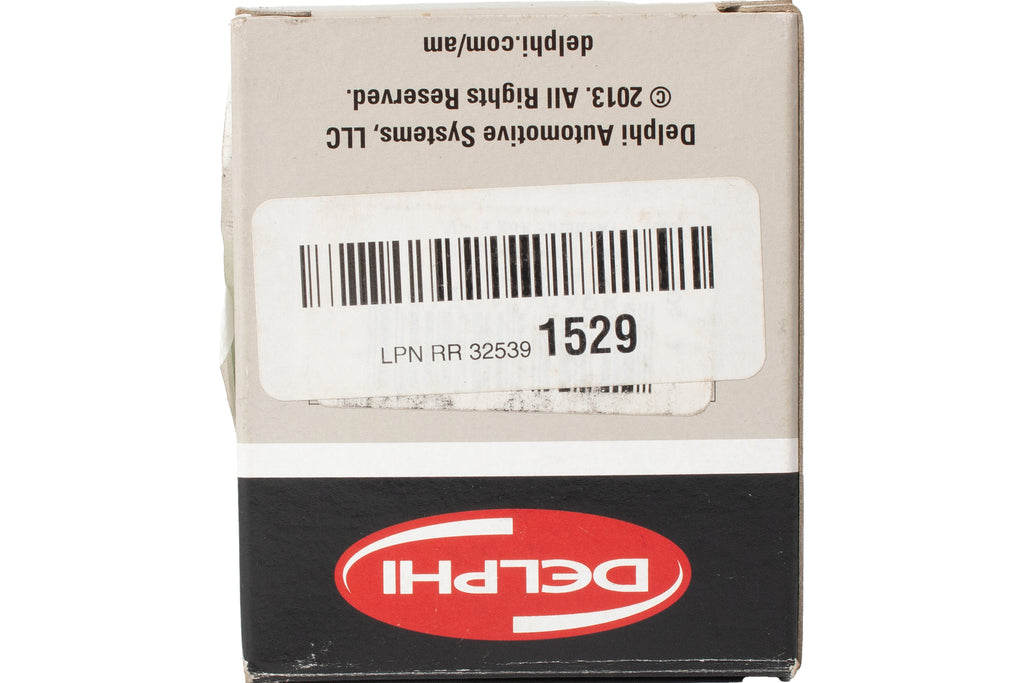 delphi.com/am
© 2013. All Rights Reserved.
Delphi Automotive Systems, LLC
LPN RR 32539 1529
DELPHI